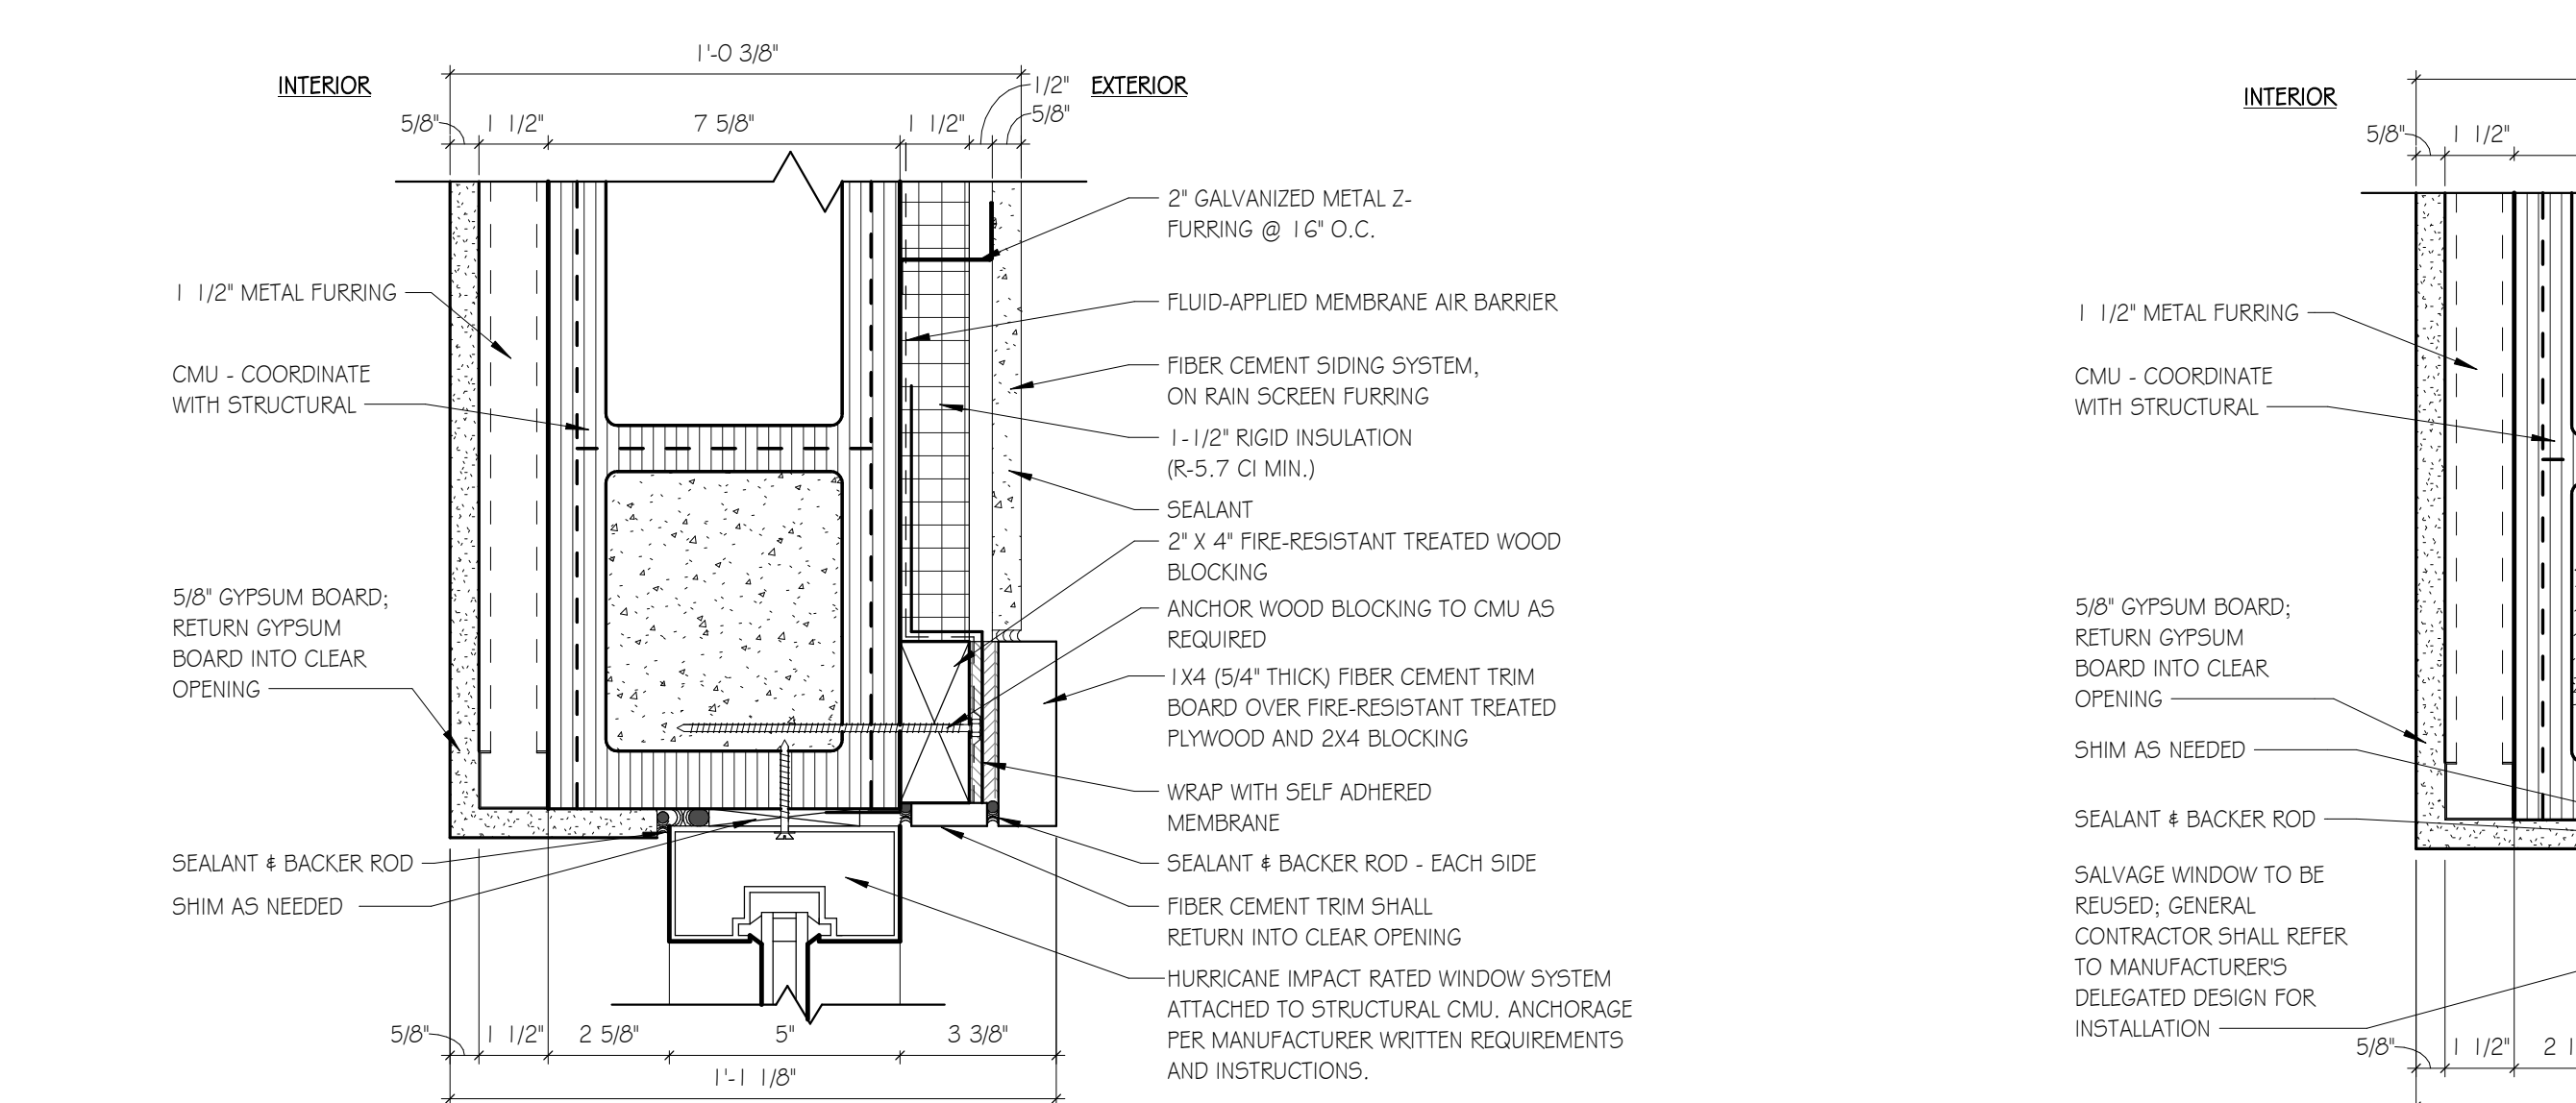 1'-0 3/8"
INTERIOR
EXTERIOR
1/2"
5/8"
5/8"
1 1/2"
7 5/8"
1 1/2"
1 1/2" METAL FURRING
CMU - COORDINATE
WITH STRUCTURAL
5/8" GYPSUM BOARD;
RETURN GYPSUM
BOARD INTO CLEAR
OPENING
SEALANT & BACKER ROD
SHIM AS NEEDED
2" GALVANIZED METAL Z-
FURRING @ 16" O.C.
FLUID-APPLIED MEMBRANE AIR BARRIER
FIBER CEMENT SIDING SYSTEM,
ON RAIN SCREEN FURRING
1-1/2" RIGID INSULATION
(R-5.7 CI MIN.)
SEALANT
2" X 4" FIRE-RESISTANT TREATED WOOD
BLOCKING
ANCHOR WOOD BLOCKING TO CMU AS
REQUIRED
1X4 (5/4" THICK) FIBER CEMENT TRIM
BOARD OVER FIRE-RESISTANT TREATED
PLYWOOD AND 2X4 BLOCKING
WRAP WITH SELF ADHERED
MEMBRANE
SEALANT & BACKER ROD - EACH SIDE
FIBER CEMENT TRIM SHALL
RETURN INTO CLEAR OPENING
HURRICANE IMPACT RATED WINDOW SYSTEM
ATTACHED TO STRUCTURAL CMU. ANCHORAGE
PER MANUFACTURER WRITTEN REQUIREMENTS
AND INSTRUCTIONS.
5/8"
1 1/2"
2 5/8"
5"
3 3/8"
1'-1 1/8"
INTERIOR
5/8"
1 1/2"
1 1/2" METAL FURRING
CMU - COORDINATE
WITH STRUCTURAL
5/8" GYPSUM BOARD;
RETURN GYPSUM
BOARD INTO CLEAR
OPENING
SHIM AS NEEDED
SEALANT & BACKER ROD
SALVAGE WINDOW TO BE
REUSED; GENERAL
CONTRACTOR SHALL REFER
TO MANUFACTURER'S
DELEGATED DESIGN FOR
INSTALLATION
5/8"
1 1/2"